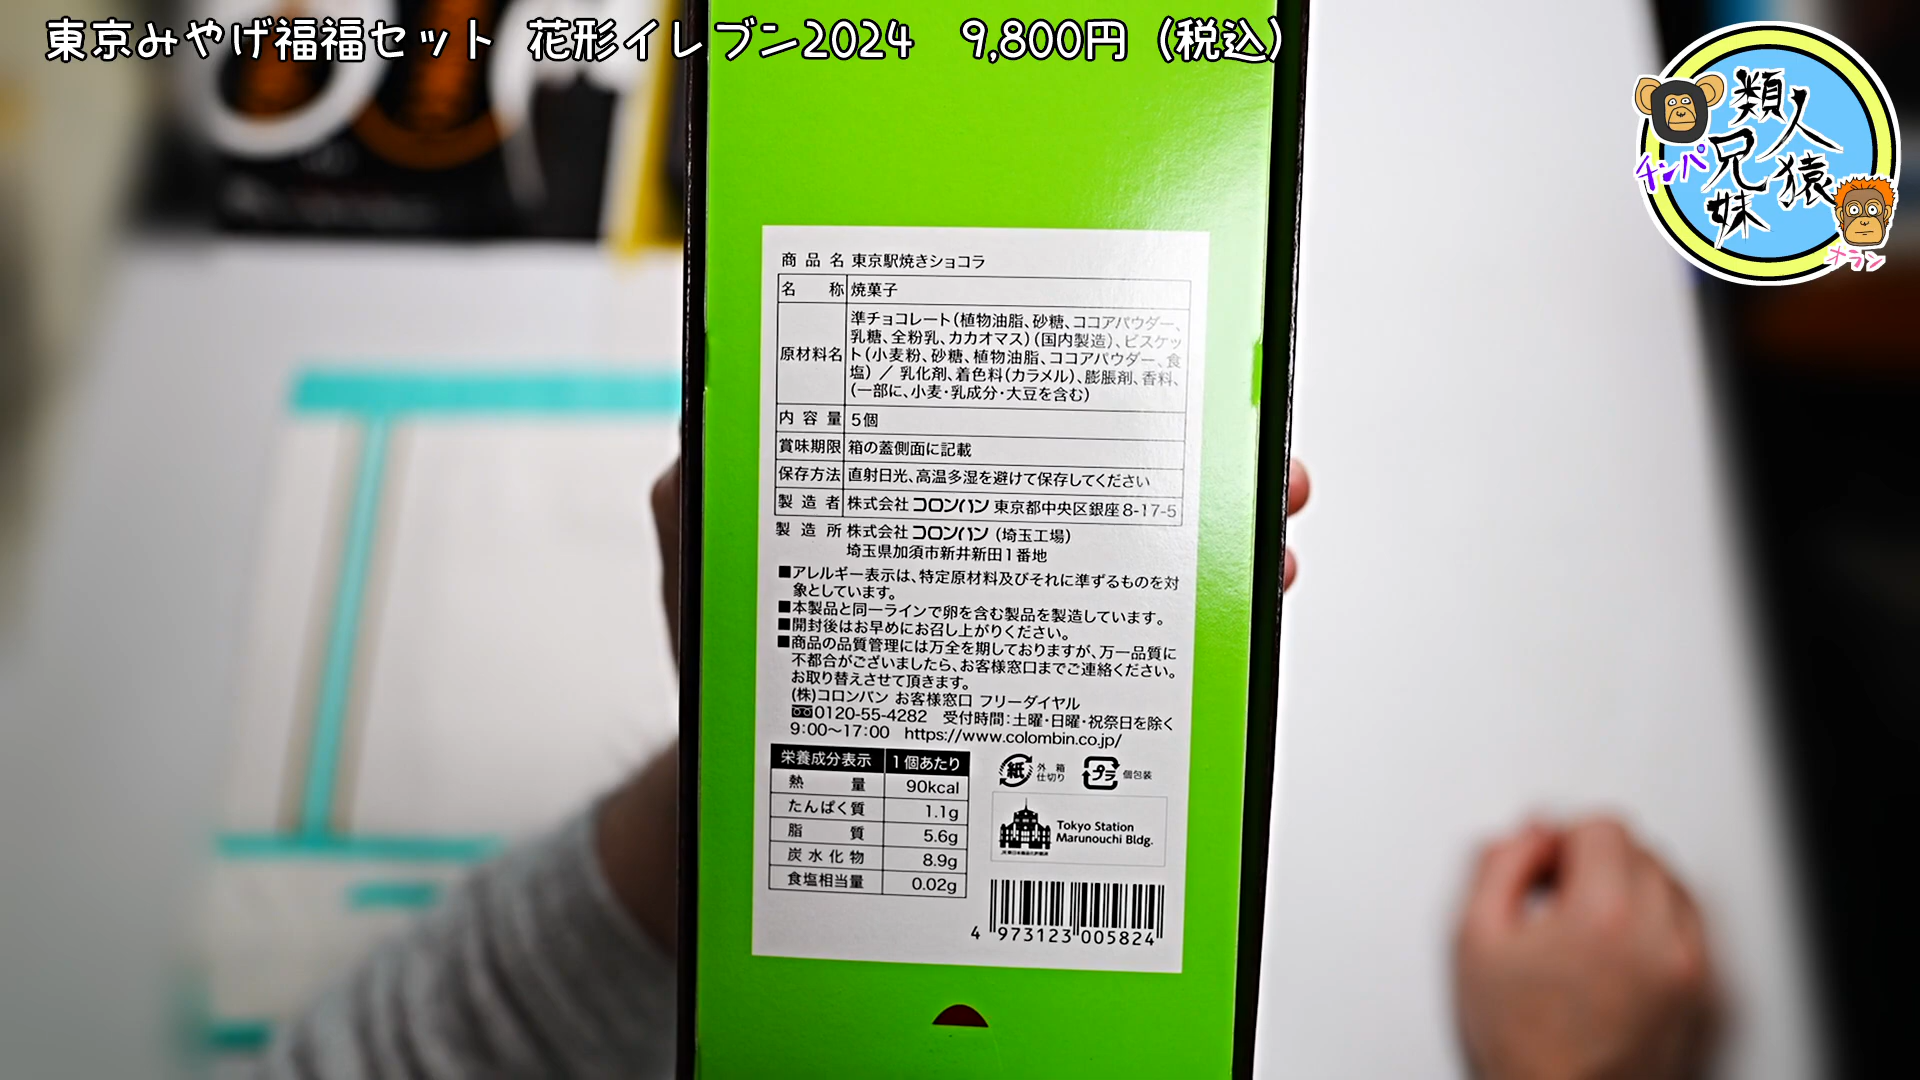 東京みやげ福福セット 花形イレブン2024 9,800円（税込）
類人猿
兄妹
チンパ
オラン
商品名 東京駅焼きショコラ
名称 焼菓子
原材料名 準チョコレート（植物油脂、砂糖、ココアパウダー、
乳糖、全粉乳、カカオマス）（国内製造）、ビスケッ
ト（小麦粉、砂糖、植物油脂、ココアパウダー、食
塩） ／ 乳化剤、着色料（カラメル）、膨脹剤、香料、
（一部に、小麦・乳成分・大豆を含む）
内容量 5個
賞味期限 箱の蓋側面に記載
保存方法 直射日光、高温多湿を避けて保存してください
製造者 株式会社 コロンバン 東京都中央区銀座8-17-5
製造所 株式会社 コロンバン （埼玉工場）
埼玉県加須市新井新田1番地
■アレルギー表示は、特定原材料及びそれに準ずるものを対
象としています。
■本製品と同一ラインで卵を含む製品を製造しています。
■開封後はお早めにお召し上がりください。
■商品の品質管理には万全を期しておりますが、万一品質に
不都合がございましたら、お客様窓口までご連絡ください。
お取り替えさせて頂きます。
(株)コロンバン お客様窓口 フリーダイヤル
0120-55-4282 受付時間：土曜・日曜・祝祭日を除く
9:00～17:00 https://www.colombin.co.jp/
栄養成分表示 1個あたり
熱量 90kcal
たんぱく質 1.1g
脂質 5.6g
炭水化物 8.9g
食塩相当量 0.02g
紙 外箱 仕切り
プラ 個包装
Tokyo Station
Marunouchi Bldg.
4 973123 005824